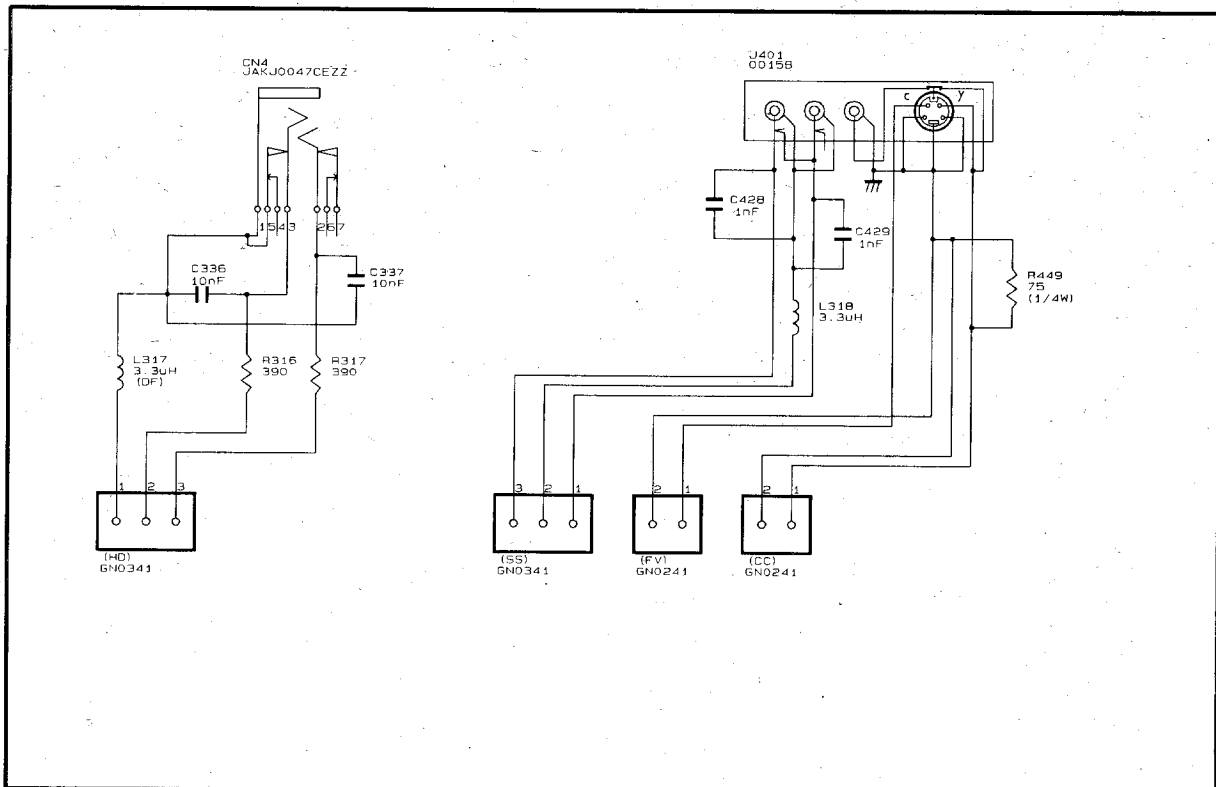 CN4
JAKJ0047CEZZ
1543
267
C336
10nF
C337
10nF
L317
3.3uH
(DF)
R316
390
R317
390
1
2
3
(HD)
GN0341
J401
00158
C
Y
C428
1nF
C429
1nF
L318
3.3uH
R449
75
(1/4W)
3
2
1
(SS)
GN0341
2
1
(FV)
GN0241
2
1
(CC)
GN0241